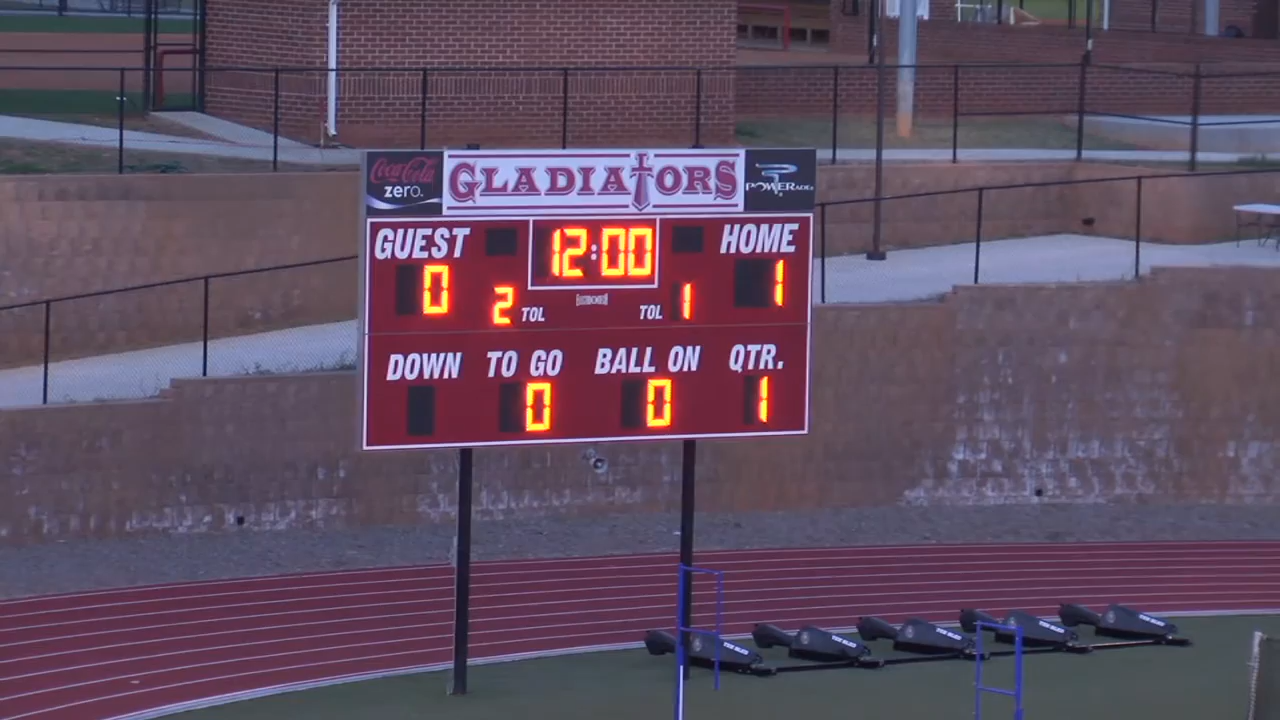 Coca-Cola
zero.
GLADIATORS
POWERADE
GUEST 12:00 HOME
0 1
2 TOL TOL 1
DOWN TO GO BALL ON QTR.
0 0 1